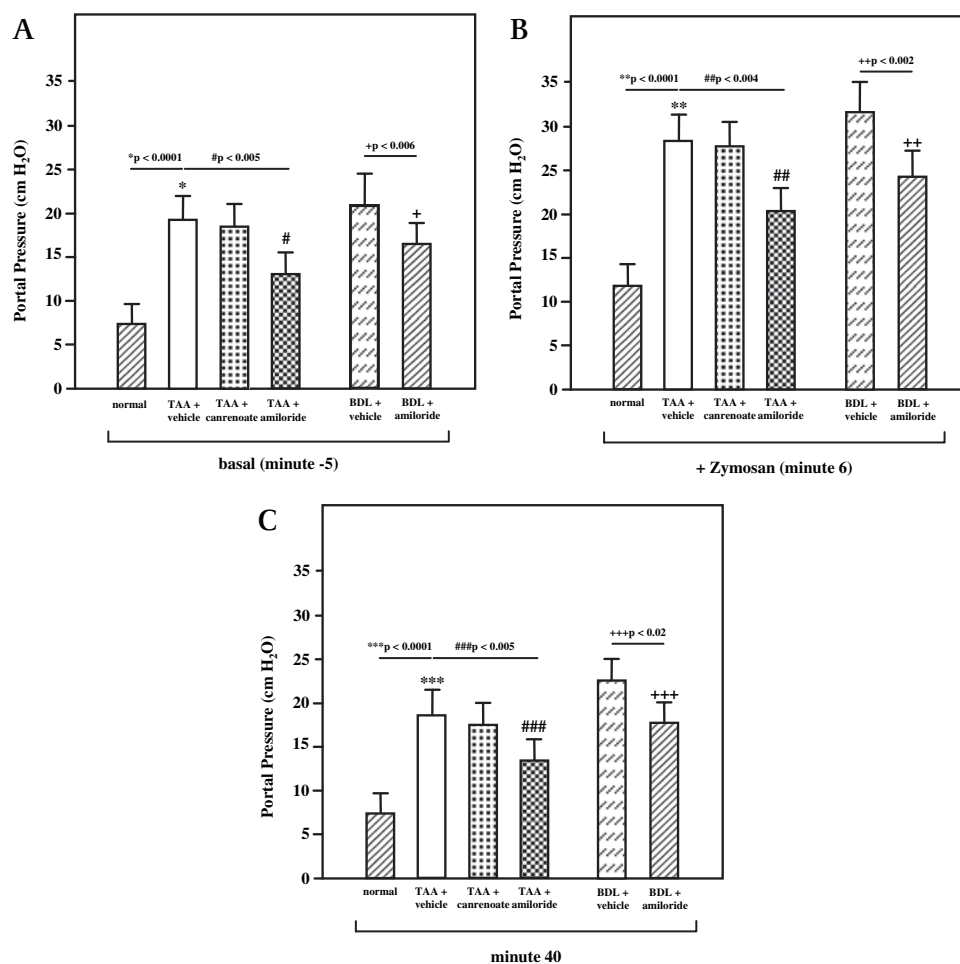 A
Portal Pressure (cm H₂O)
35
30
25
20
15
10
5
0
*p < 0.0001
#p < 0.005
+p < 0.006
*
#
+
normal
TAA +
vehicle
TAA +
canrenoate
TAA +
amiloride
BDL +
vehicle
BDL +
amiloride
basal (minute -5)
B
Portal Pressure (cm H₂O)
35
30
25
20
15
10
5
0
**p < 0.0001
##p < 0.004
++p < 0.002
**
##
++
normal
TAA +
vehicle
TAA +
canrenoate
TAA +
amiloride
BDL +
vehicle
BDL +
amiloride
+ Zymosan (minute 6)
C
Portal Pressure (cm H₂O)
35
30
25
20
15
10
5
0
***p < 0.0001
###p < 0.005
+++p < 0.02
***
###
+++
normal
TAA +
vehicle
TAA +
canrenoate
TAA +
amiloride
BDL +
vehicle
BDL +
amiloride
minute 40